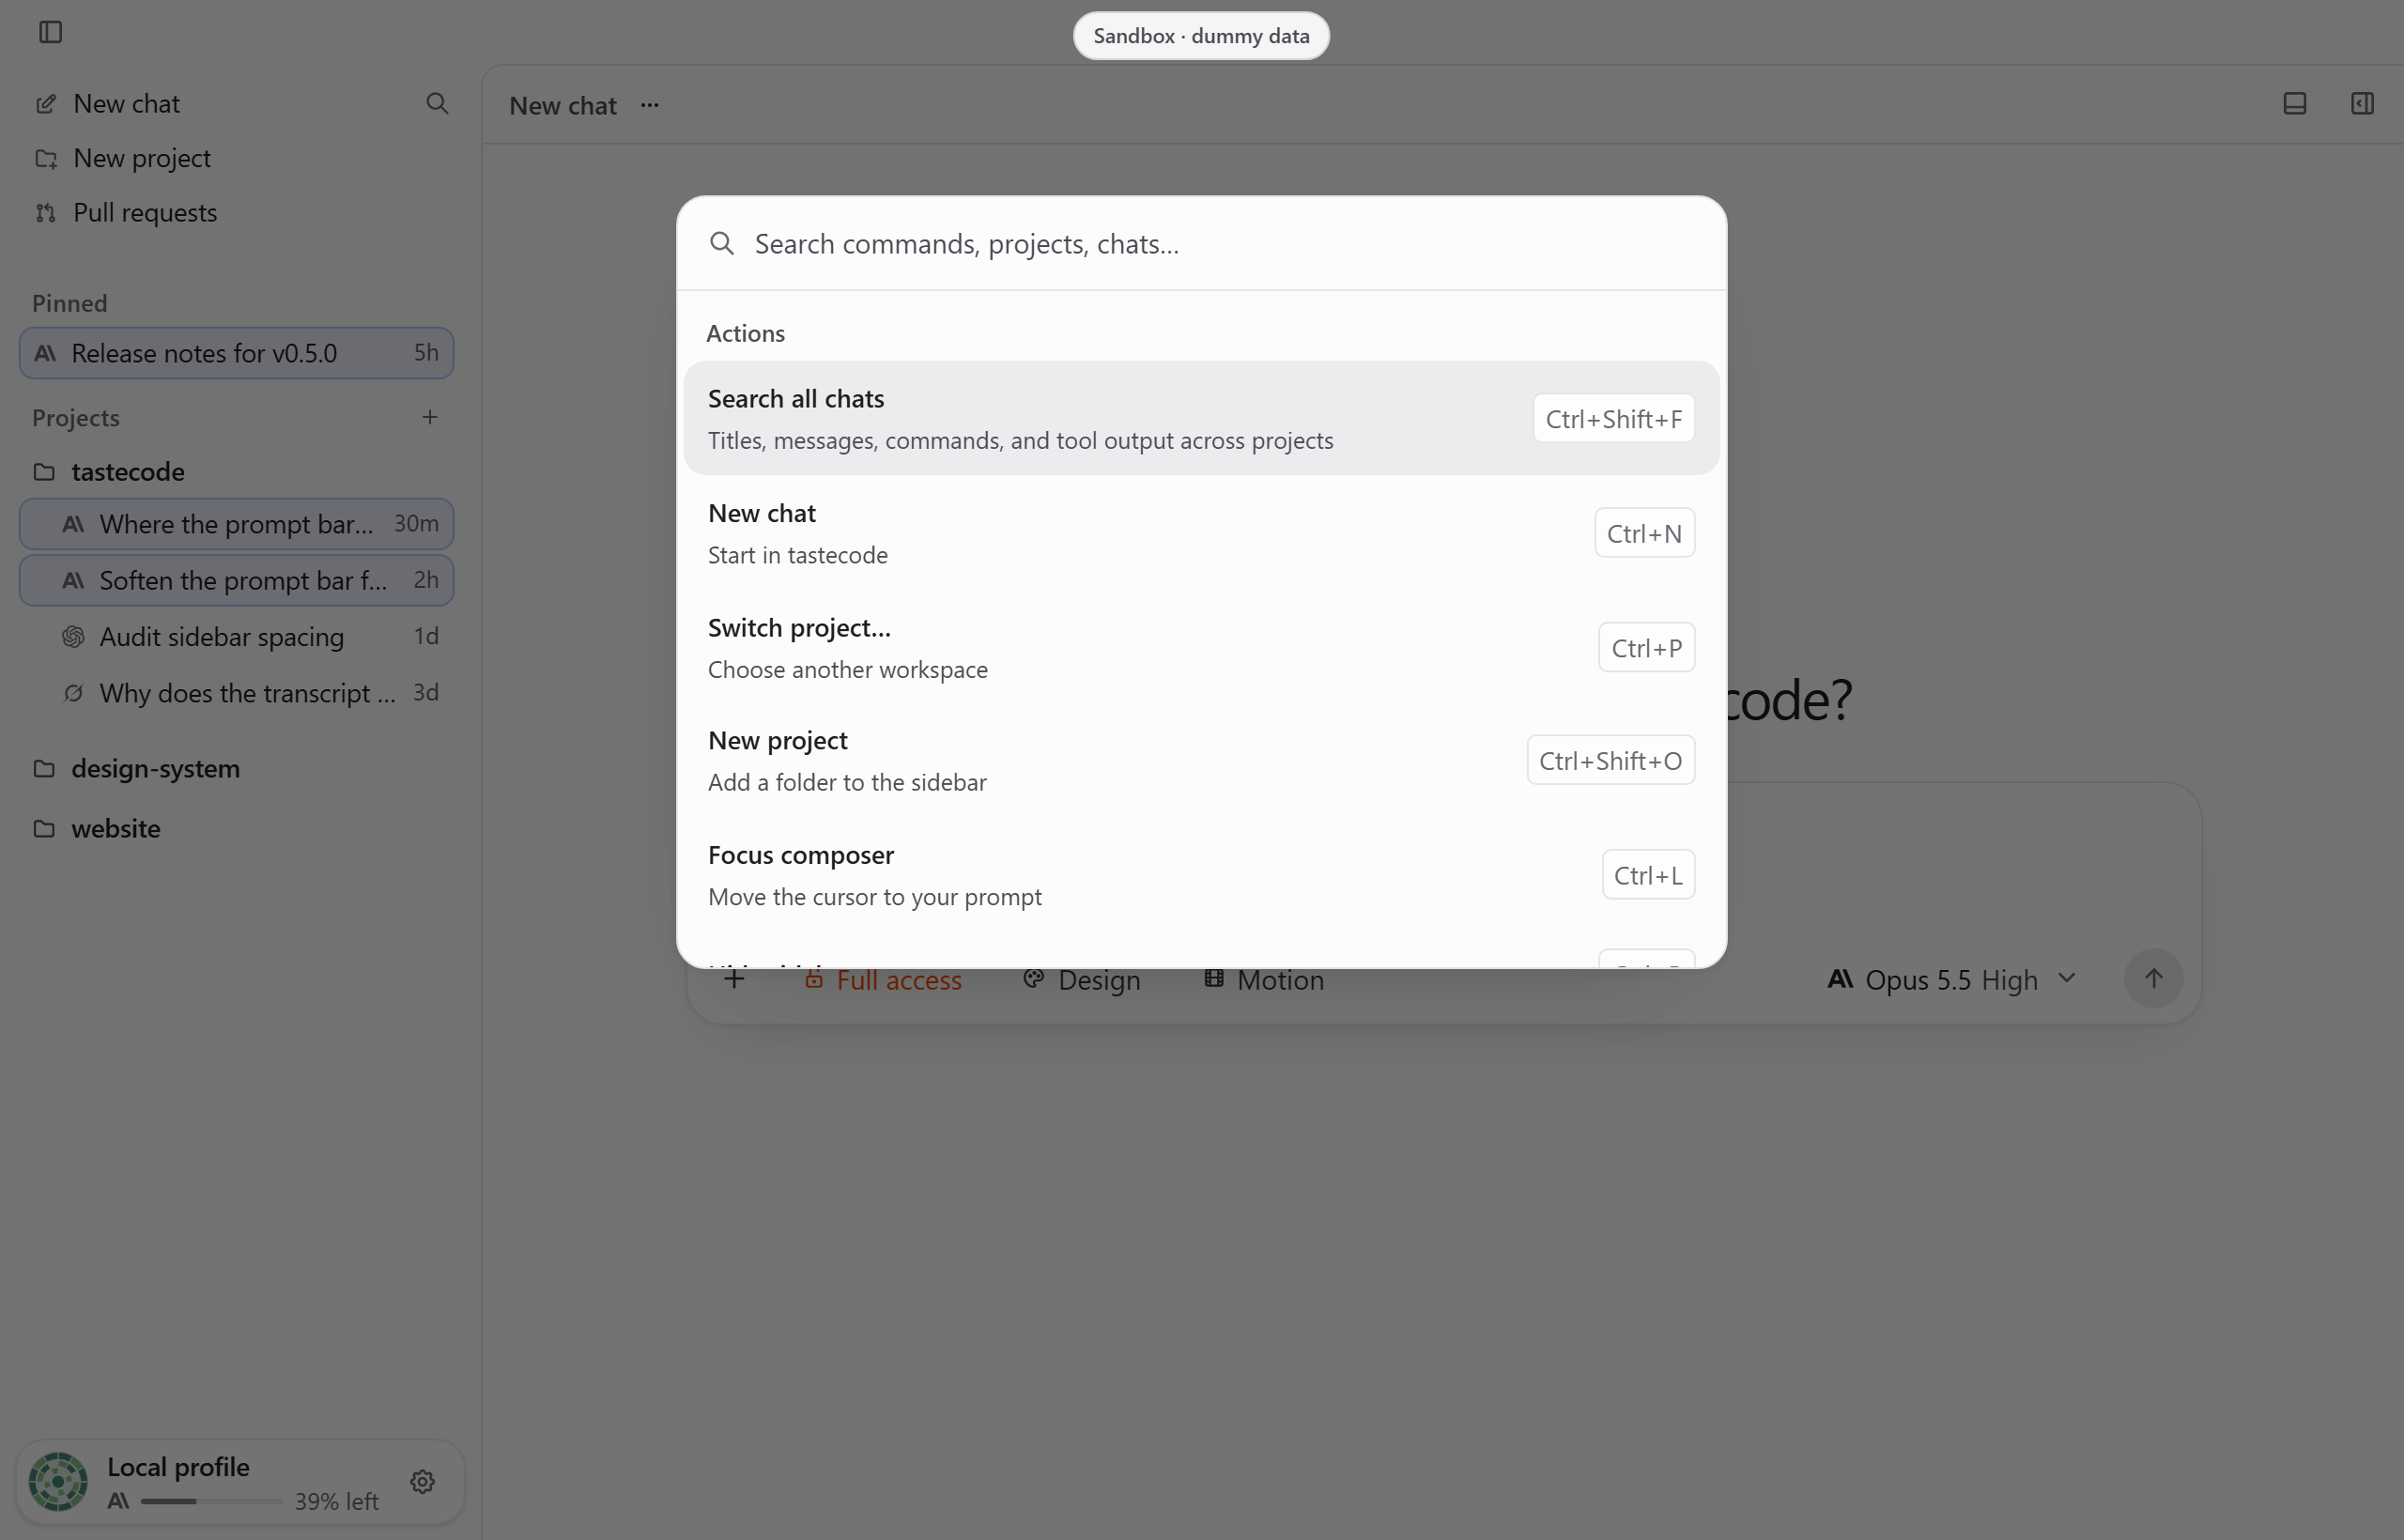 Sandbox · dummy data
New chat
New project
Pull requests
Pinned
Release notes for v0.5.0 5h
Projects
tastecode
Where the prompt bar... 30m
Soften the prompt bar f... 2h
Audit sidebar spacing 1d
Why does the transcript ... 3d
design-system
website
Local profile
39% left
New chat
Search commands, projects, chats...
Actions
Search all chats
Titles, messages, commands, and tool output across projects
Ctrl+Shift+F
New chat
Start in tastecode
Ctrl+N
Switch project...
Choose another workspace
Ctrl+P
New project
Add a folder to the sidebar
Ctrl+Shift+O
Focus composer
Move the cursor to your prompt
Ctrl+L
code?
Full access Design Motion Opus 5.5 High